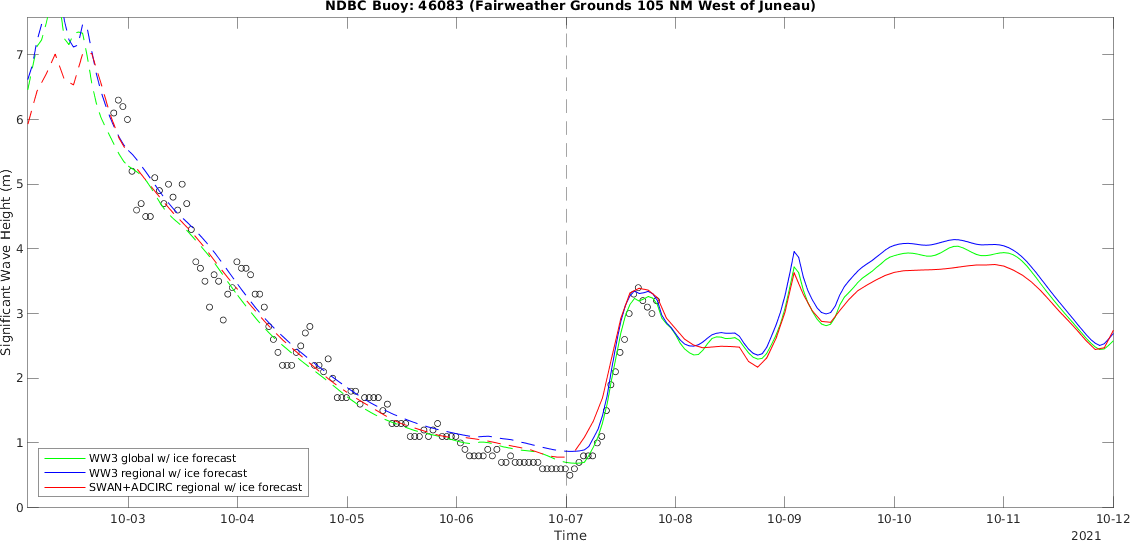 NDBC Buoy: 46083 (Fairweather Grounds 105 NM West of Juneau)
Significant Wave Height (m)
7
6
5
4
3
2
1
0
WW3 global w/ ice forecast
WW3 regional w/ ice forecast
SWAN+ADCIRC regional w/ ice forecast
10-03 10-04 10-05 10-06 10-07 10-08 10-09 10-10 10-11 10-12
Time
2021